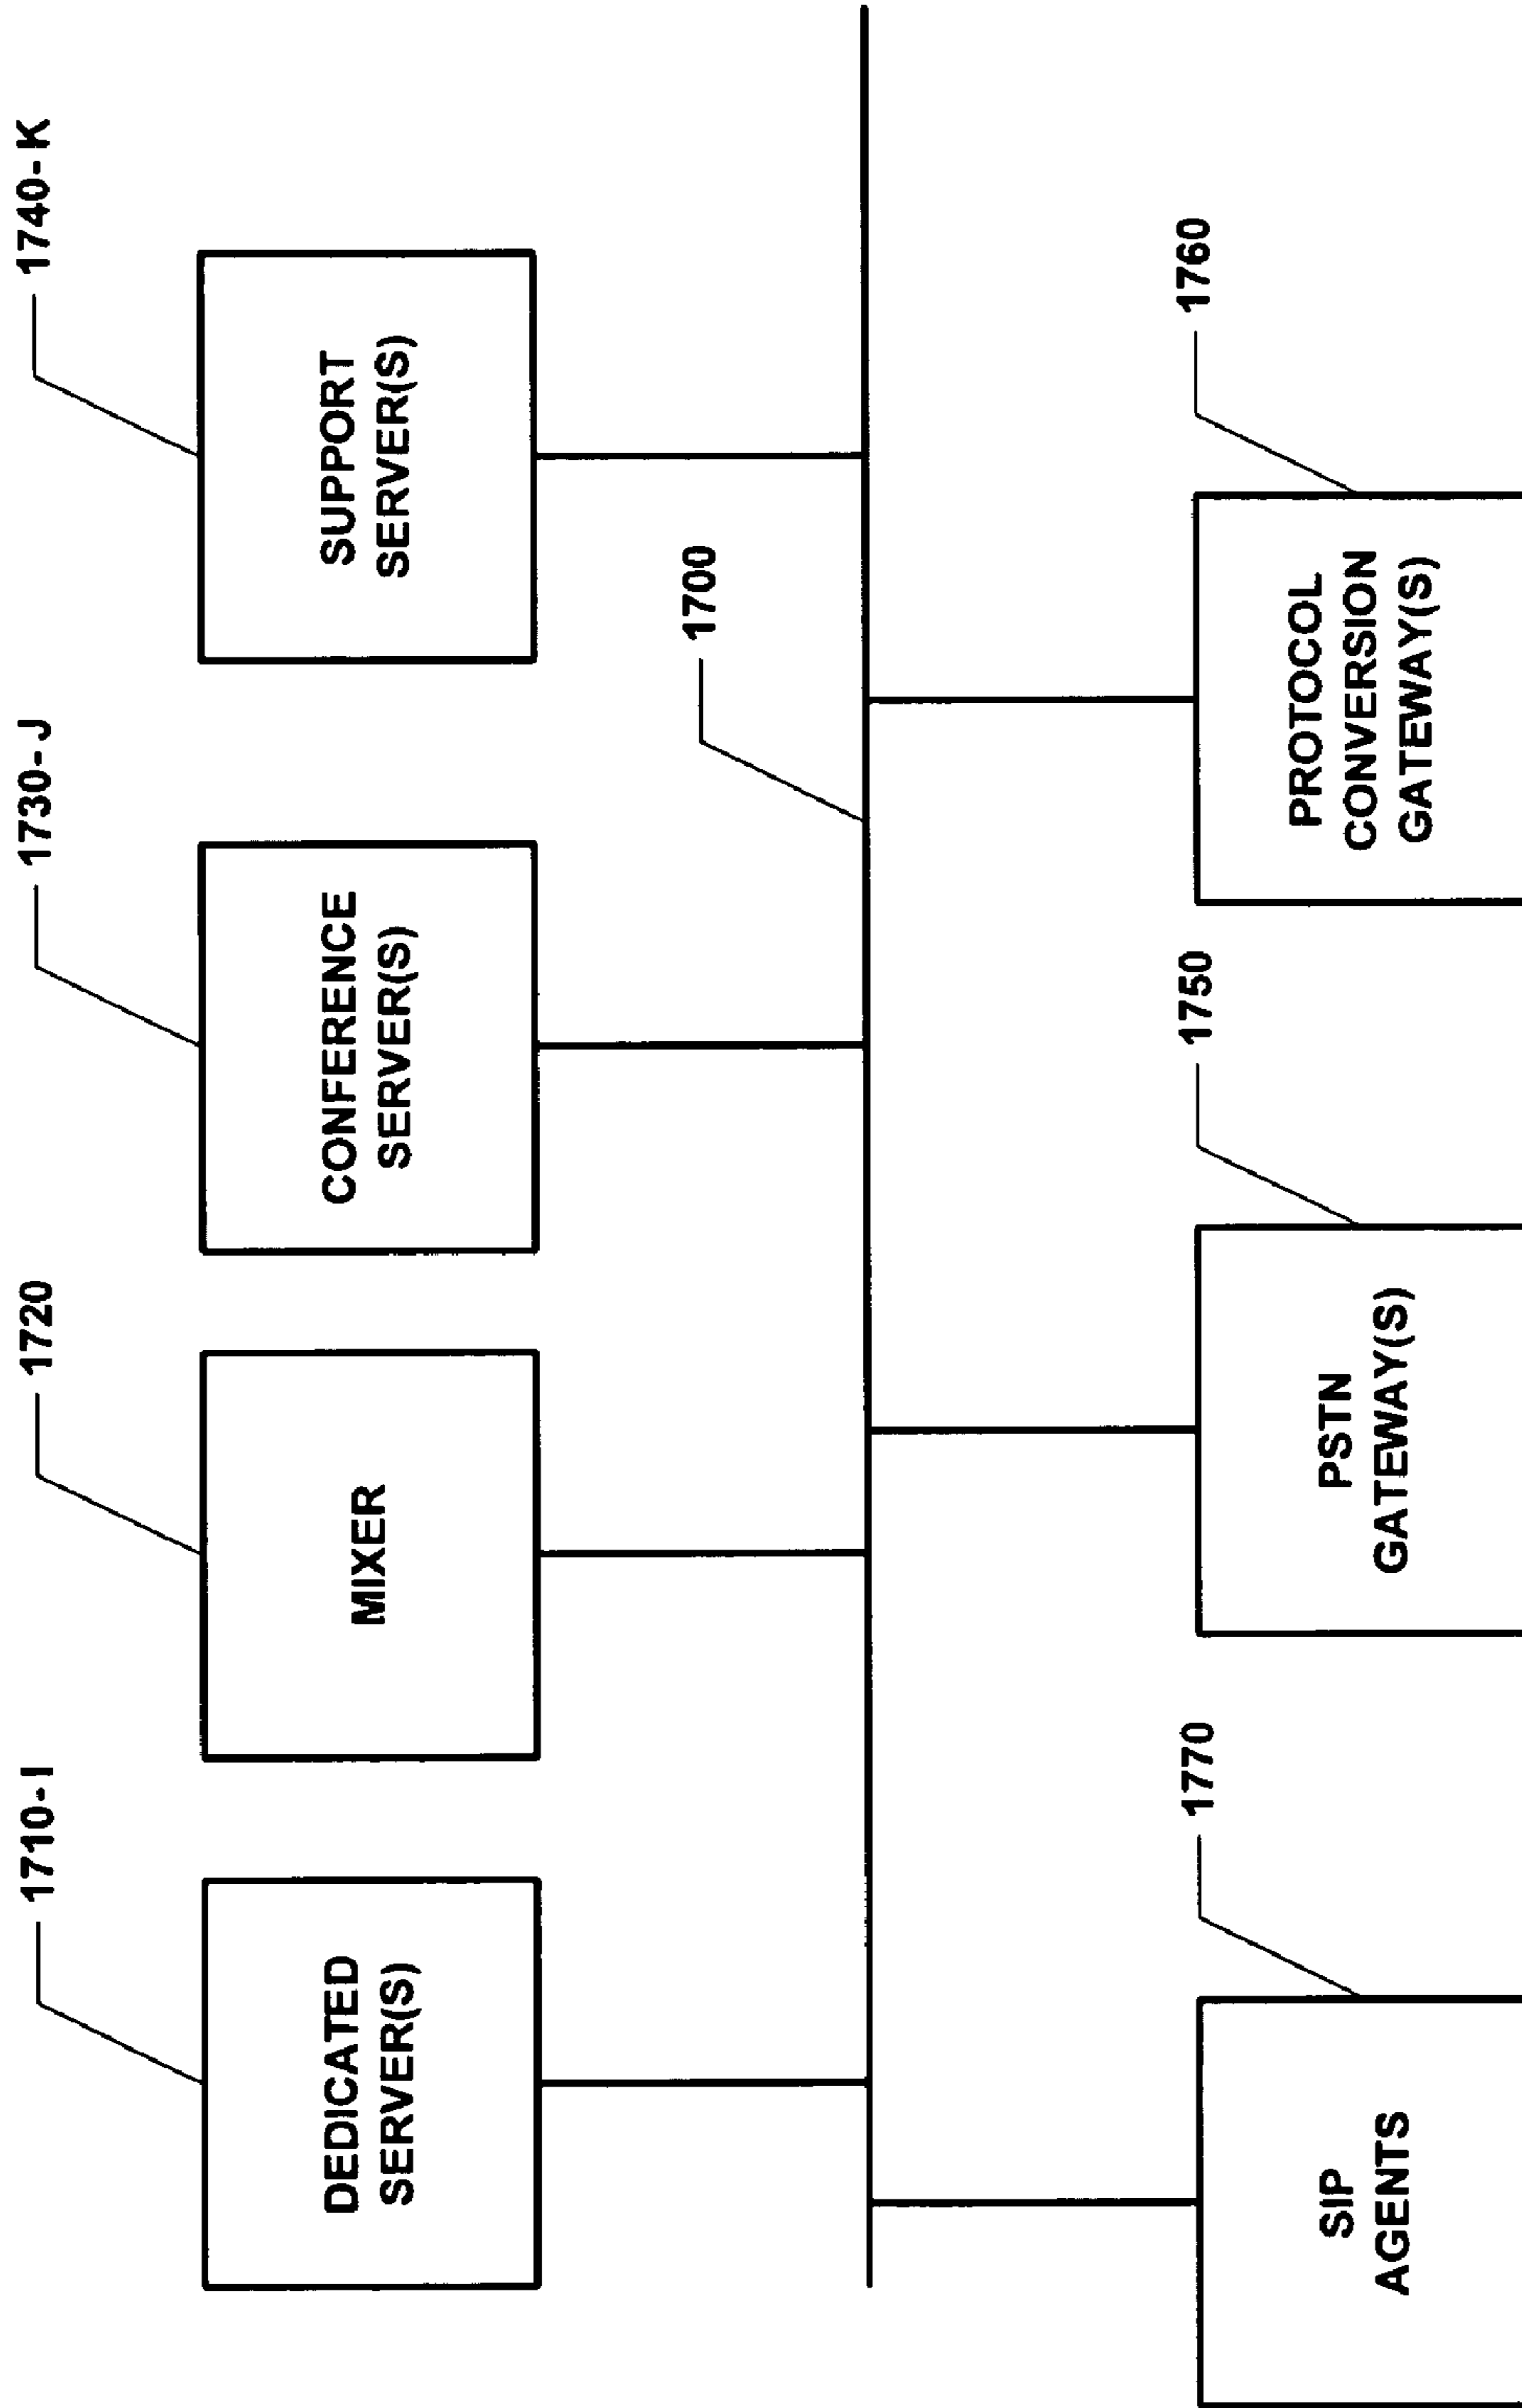 1710-I
1720
1730-J
1740-K
DEDICATED
SERVER(S)
MIXER
CONFERENCE
SERVER(S)
SUPPORT
SERVER(S)
1700
1770
1750
1760
SIP
AGENTS
PSTN
GATEWAY(S)
PROTOCOL
CONVERSION
GATEWAY(S)